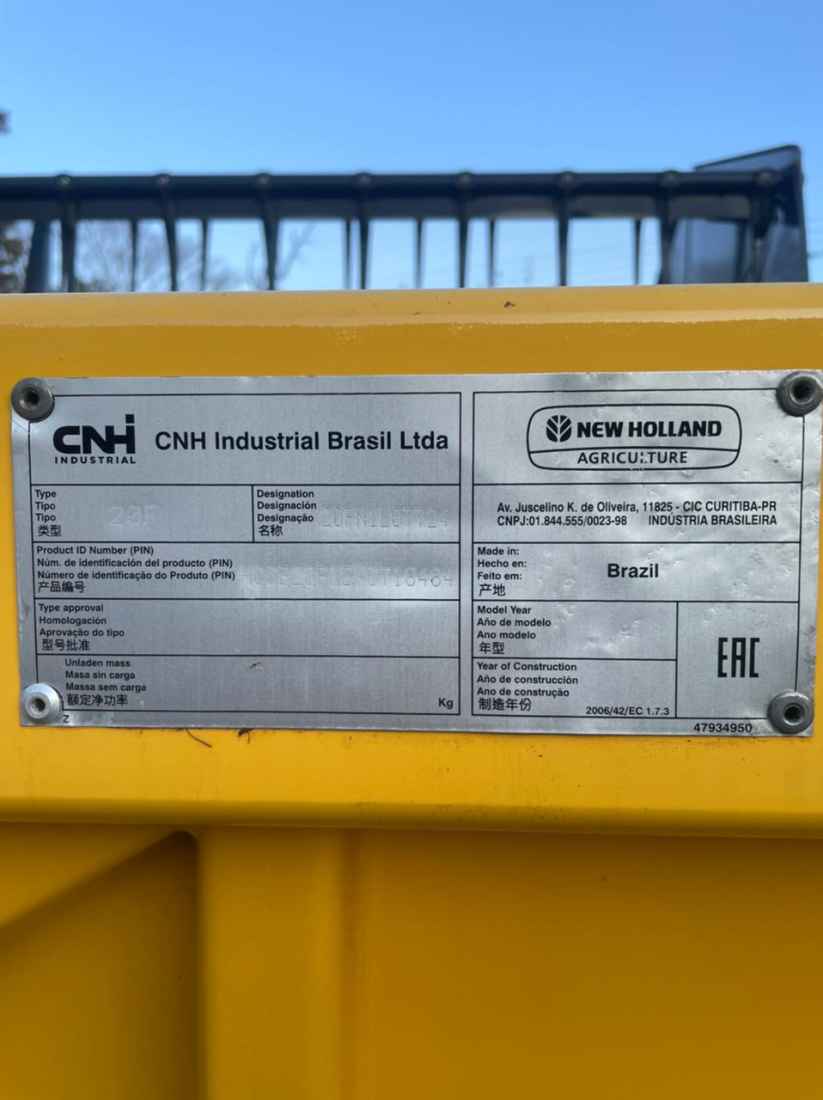 CNH
INDUSTRIAL
CNH Industrial Brasil Ltda
NEW HOLLAND
AGRICULTURE
Type
Tipo
Tipo
类型
20F
Designation
Designación
Designação
名称
Av. Juscelino K. de Oliveira, 11825 - CIC CURITIBA-PR
CNPJ:01.844.555/0023-98 INDÚSTRIA BRASILEIRA
Product ID Number (PIN)
Núm. de identificación del producto (PIN)
Número de identificação do Produto (PIN)
产品编号
Made in:
Hecho en:
Feito em:
产地
Brazil
Type approval
Homologación
Aprovação do tipo
型号批准
Model Year
Año de modelo
Ano modelo
年型
EAC
Unladen mass
Masa sin carga
Massa sem carga
额定净功率
Kg
Year of Construction
Año de construcción
Ano de construção
制造年份
2006/42/EC 1.7.3
Z
47934950